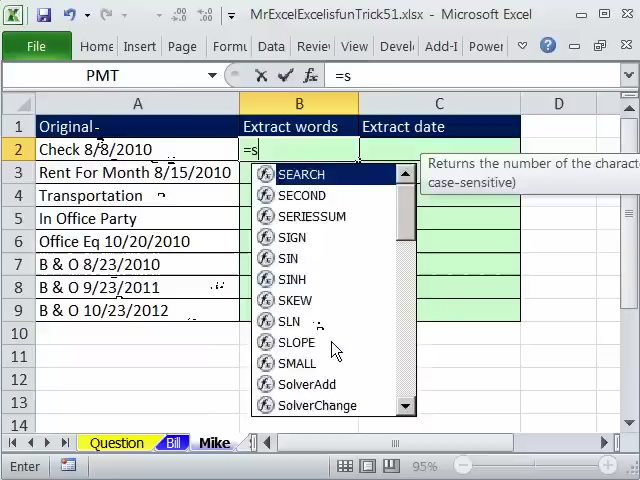 MrExcelExcelisfunTrick51.xlsx - Microsoft Excel
File Home Insert Page Formu Data Review View Devel Add-I Power
PMT =s
A B C D
1 Original Extract words Extract date
2 Check 8/8/2010 =s
3 Rent For Month 8/15/2010
4 Transportation
5 In Office Party
6 Office Eq 10/20/2010
7 B & O 8/23/2010
8 B & O 9/23/2011
9 B & O 10/23/2012
10
11
12
13
14
SEARCH
SECOND
SERIESSUM
SIGN
SIN
SINH
SKEW
SLN
SLOPE
SMALL
SolverAdd
SolverChange
Returns the number of the charact
case-sensitive)
Question Bill Mike
Enter 95%